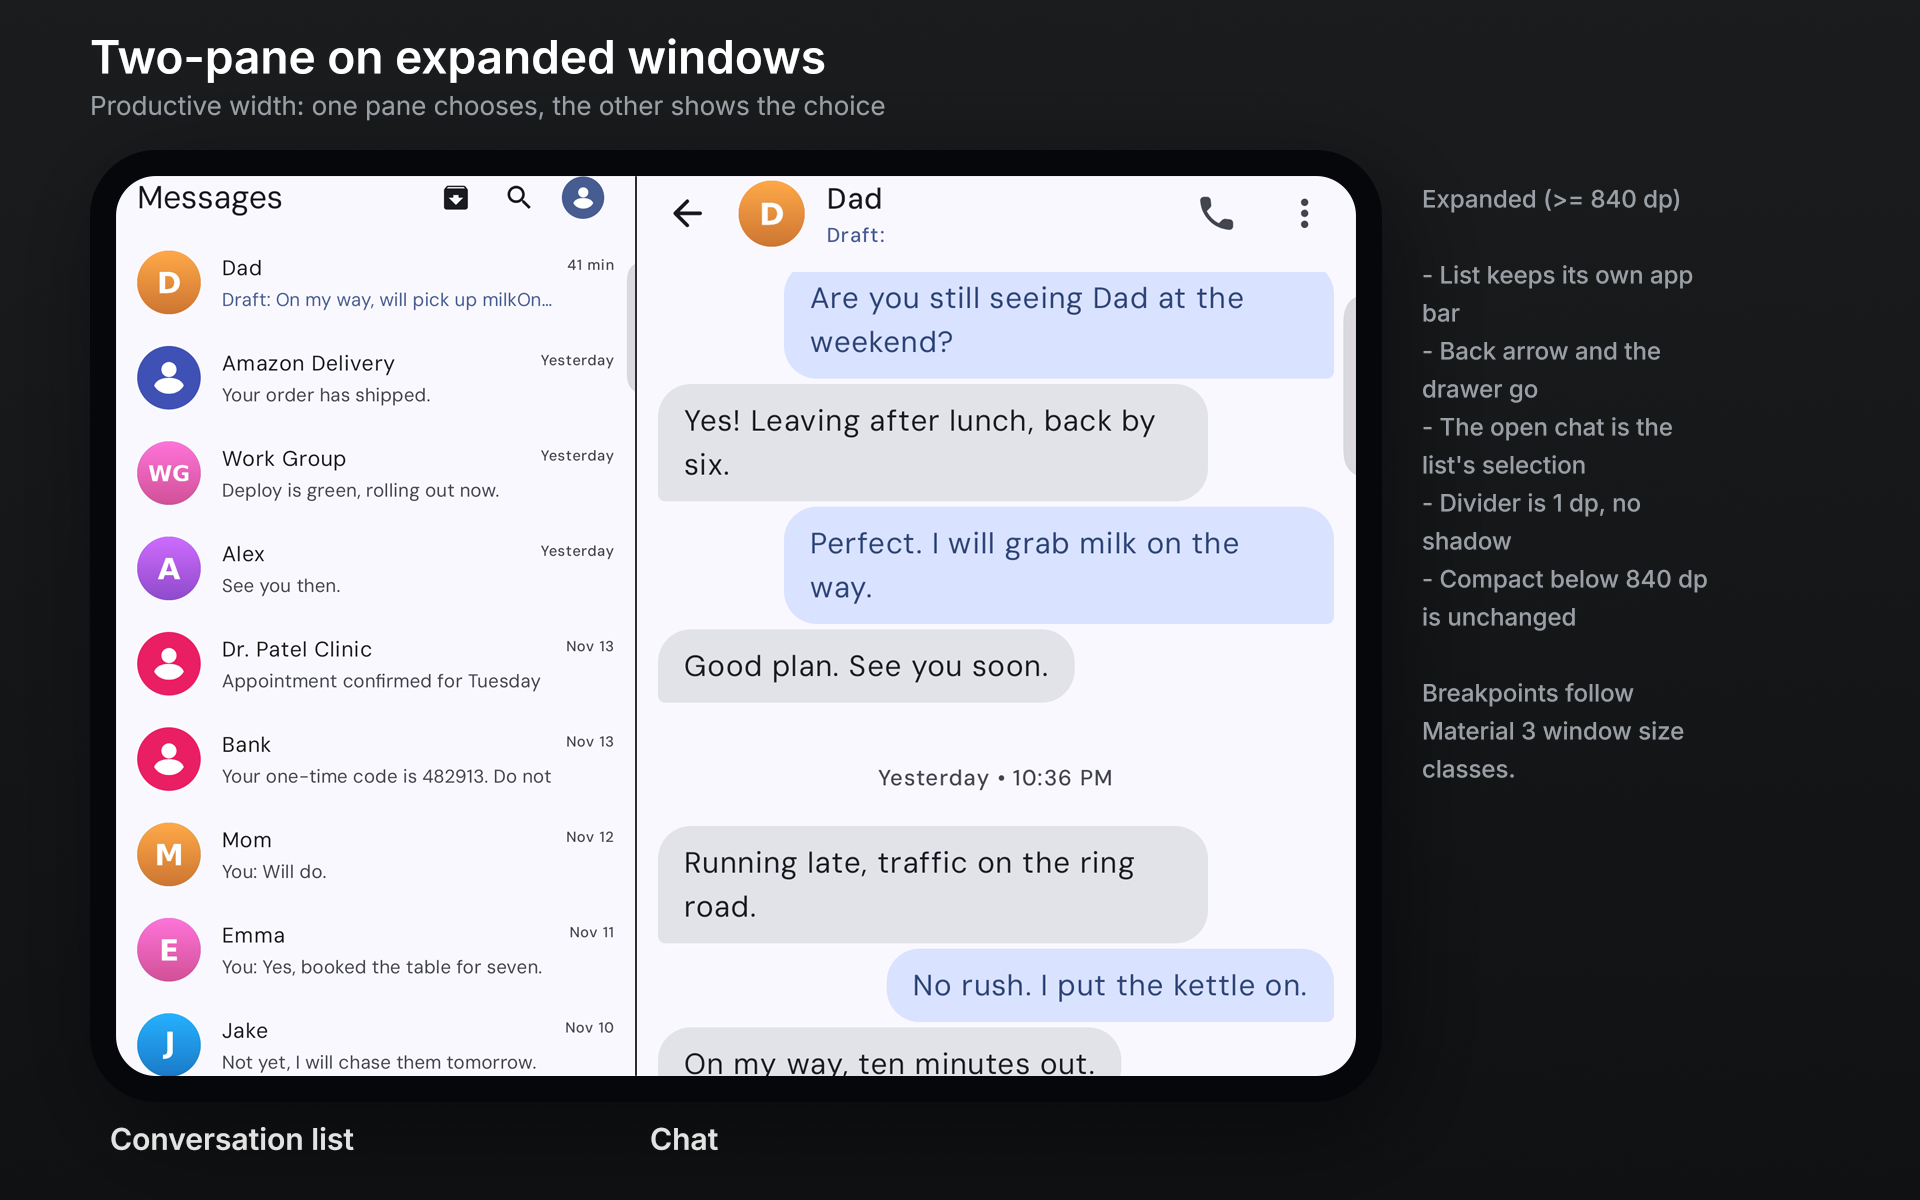 Two-pane on expanded windows
Productive width: one pane chooses, the other shows the choice
Messages
D
Dad
41 min
Draft: On my way, will pick up milkOn...
Amazon Delivery
Yesterday
Your order has shipped.
WG
Work Group
Yesterday
Deploy is green, rolling out now.
A
Alex
Yesterday
See you then.
Dr. Patel Clinic
Nov 13
Appointment confirmed for Tuesday
Bank
Nov 13
Your one-time code is 482913. Do not
M
Mom
Nov 12
You: Will do.
E
Emma
Nov 11
You: Yes, booked the table for seven.
J
Jake
Nov 10
Not yet, I will chase them tomorrow.
D
Dad
Draft:
Are you still seeing Dad at the
weekend?
Yes! Leaving after lunch, back by
six.
Perfect. I will grab milk on the
way.
Good plan. See you soon.
Yesterday • 10:36 PM
Running late, traffic on the ring
road.
No rush. I put the kettle on.
On my way, ten minutes out.
Expanded (>= 840 dp)
- List keeps its own app
bar
- Back arrow and the
drawer go
- The open chat is the
list's selection
- Divider is 1 dp, no
shadow
- Compact below 840 dp
is unchanged
Breakpoints follow
Material 3 window size
classes.
Conversation list
Chat